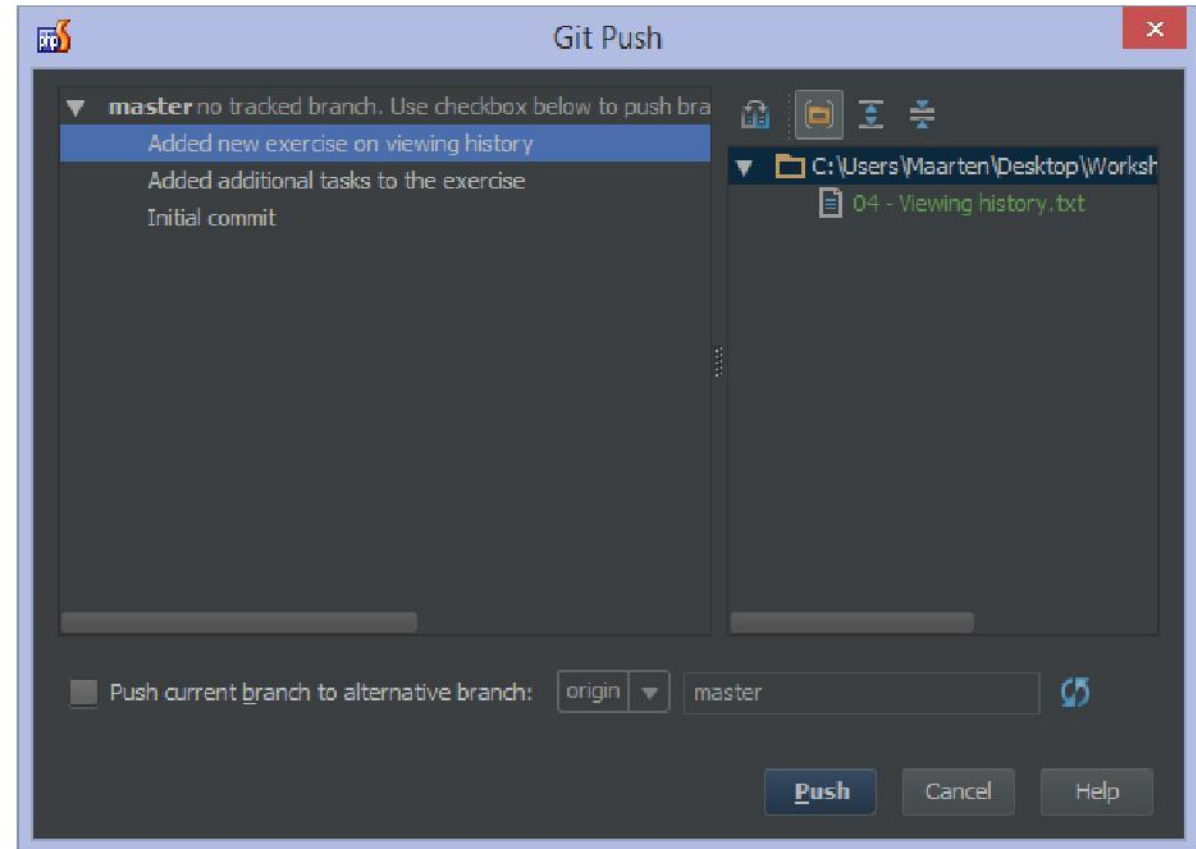 php
Git Push
master no tracked branch. Use checkbox below to push bra
Added new exercise on viewing history
Added additional tasks to the exercise
Initial commit
C:\Users\Maarten\Desktop\Worksh
04 - Viewing history.txt
Push current branch to alternative branch:
origin
master
Push
Cancel
Help